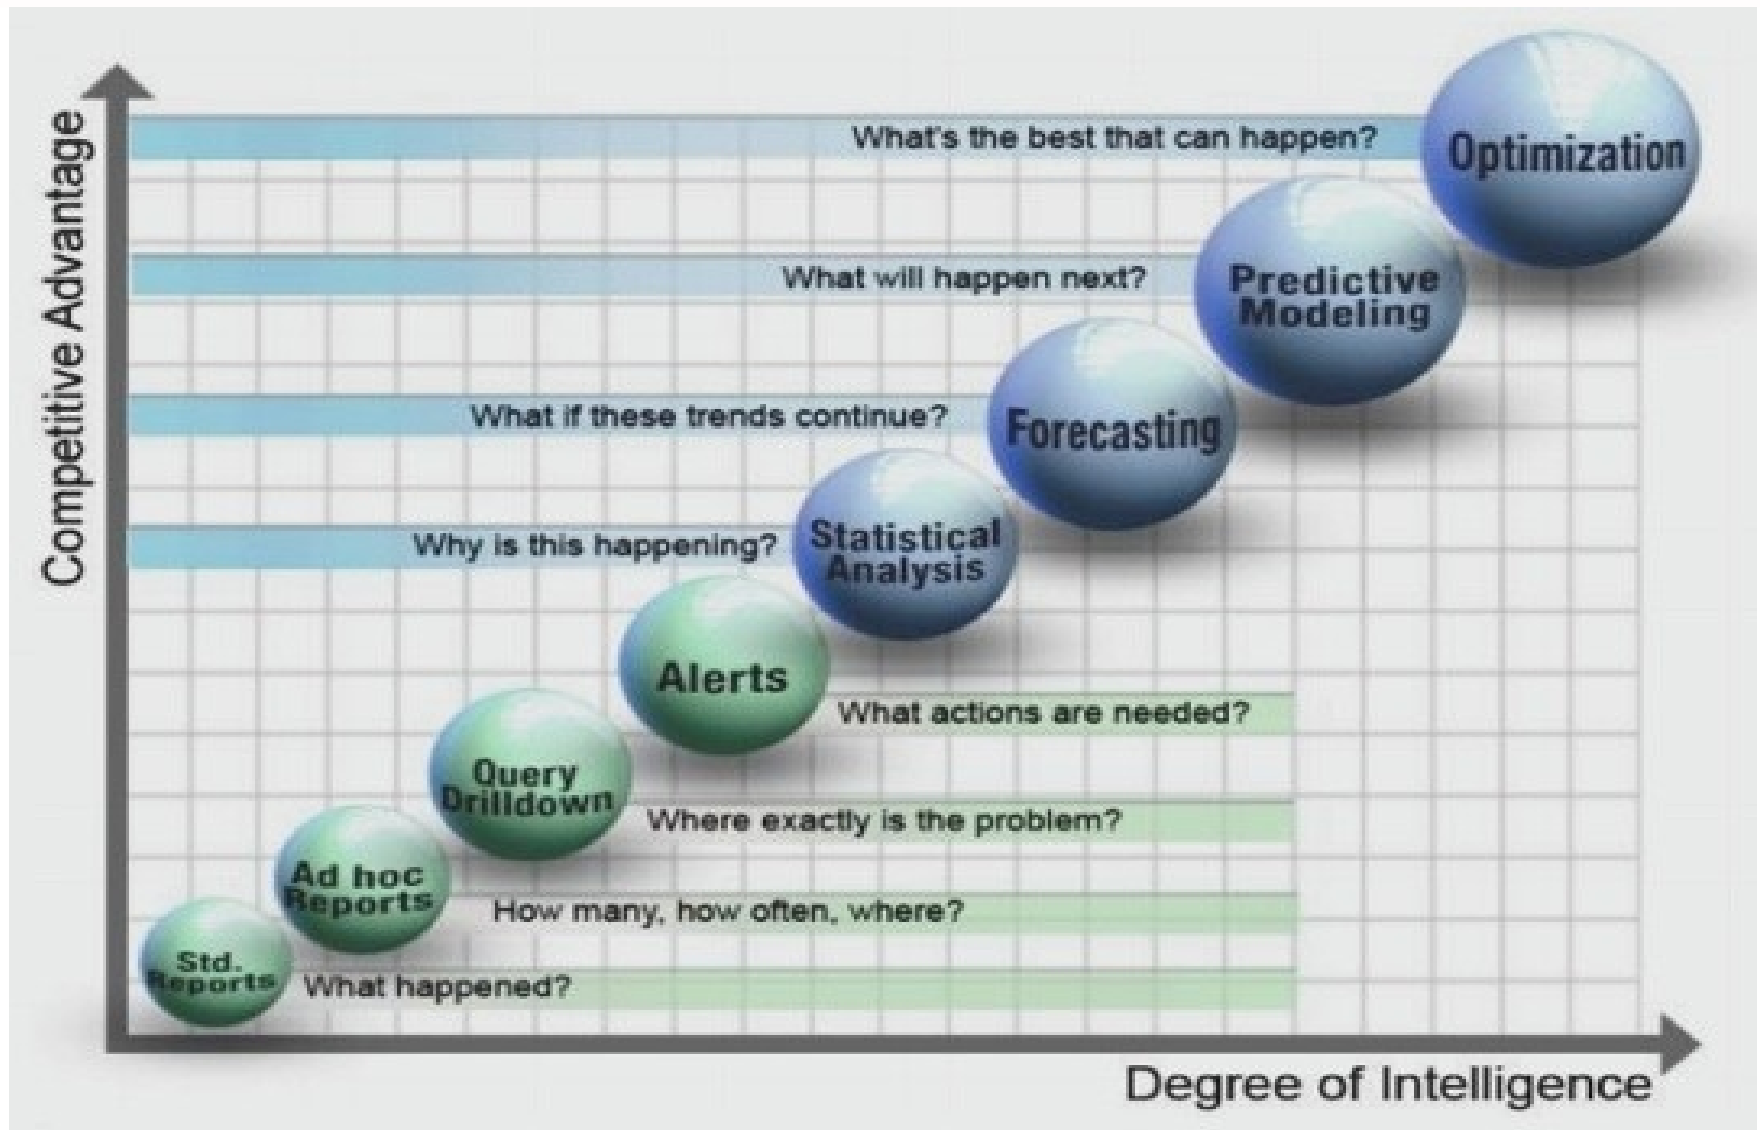 Competitive Advantage
What's the best that can happen?
Optimization
What will happen next?
Predictive
Modeling
What if these trends continue?
Forecasting
Why is this happening?
Statistical
Analysis
Alerts
What actions are needed?
Query
Drilldown
Where exactly is the problem?
Ad hoc
Reports
How many, how often, where?
Std.
Reports
What happened?
Degree of Intelligence